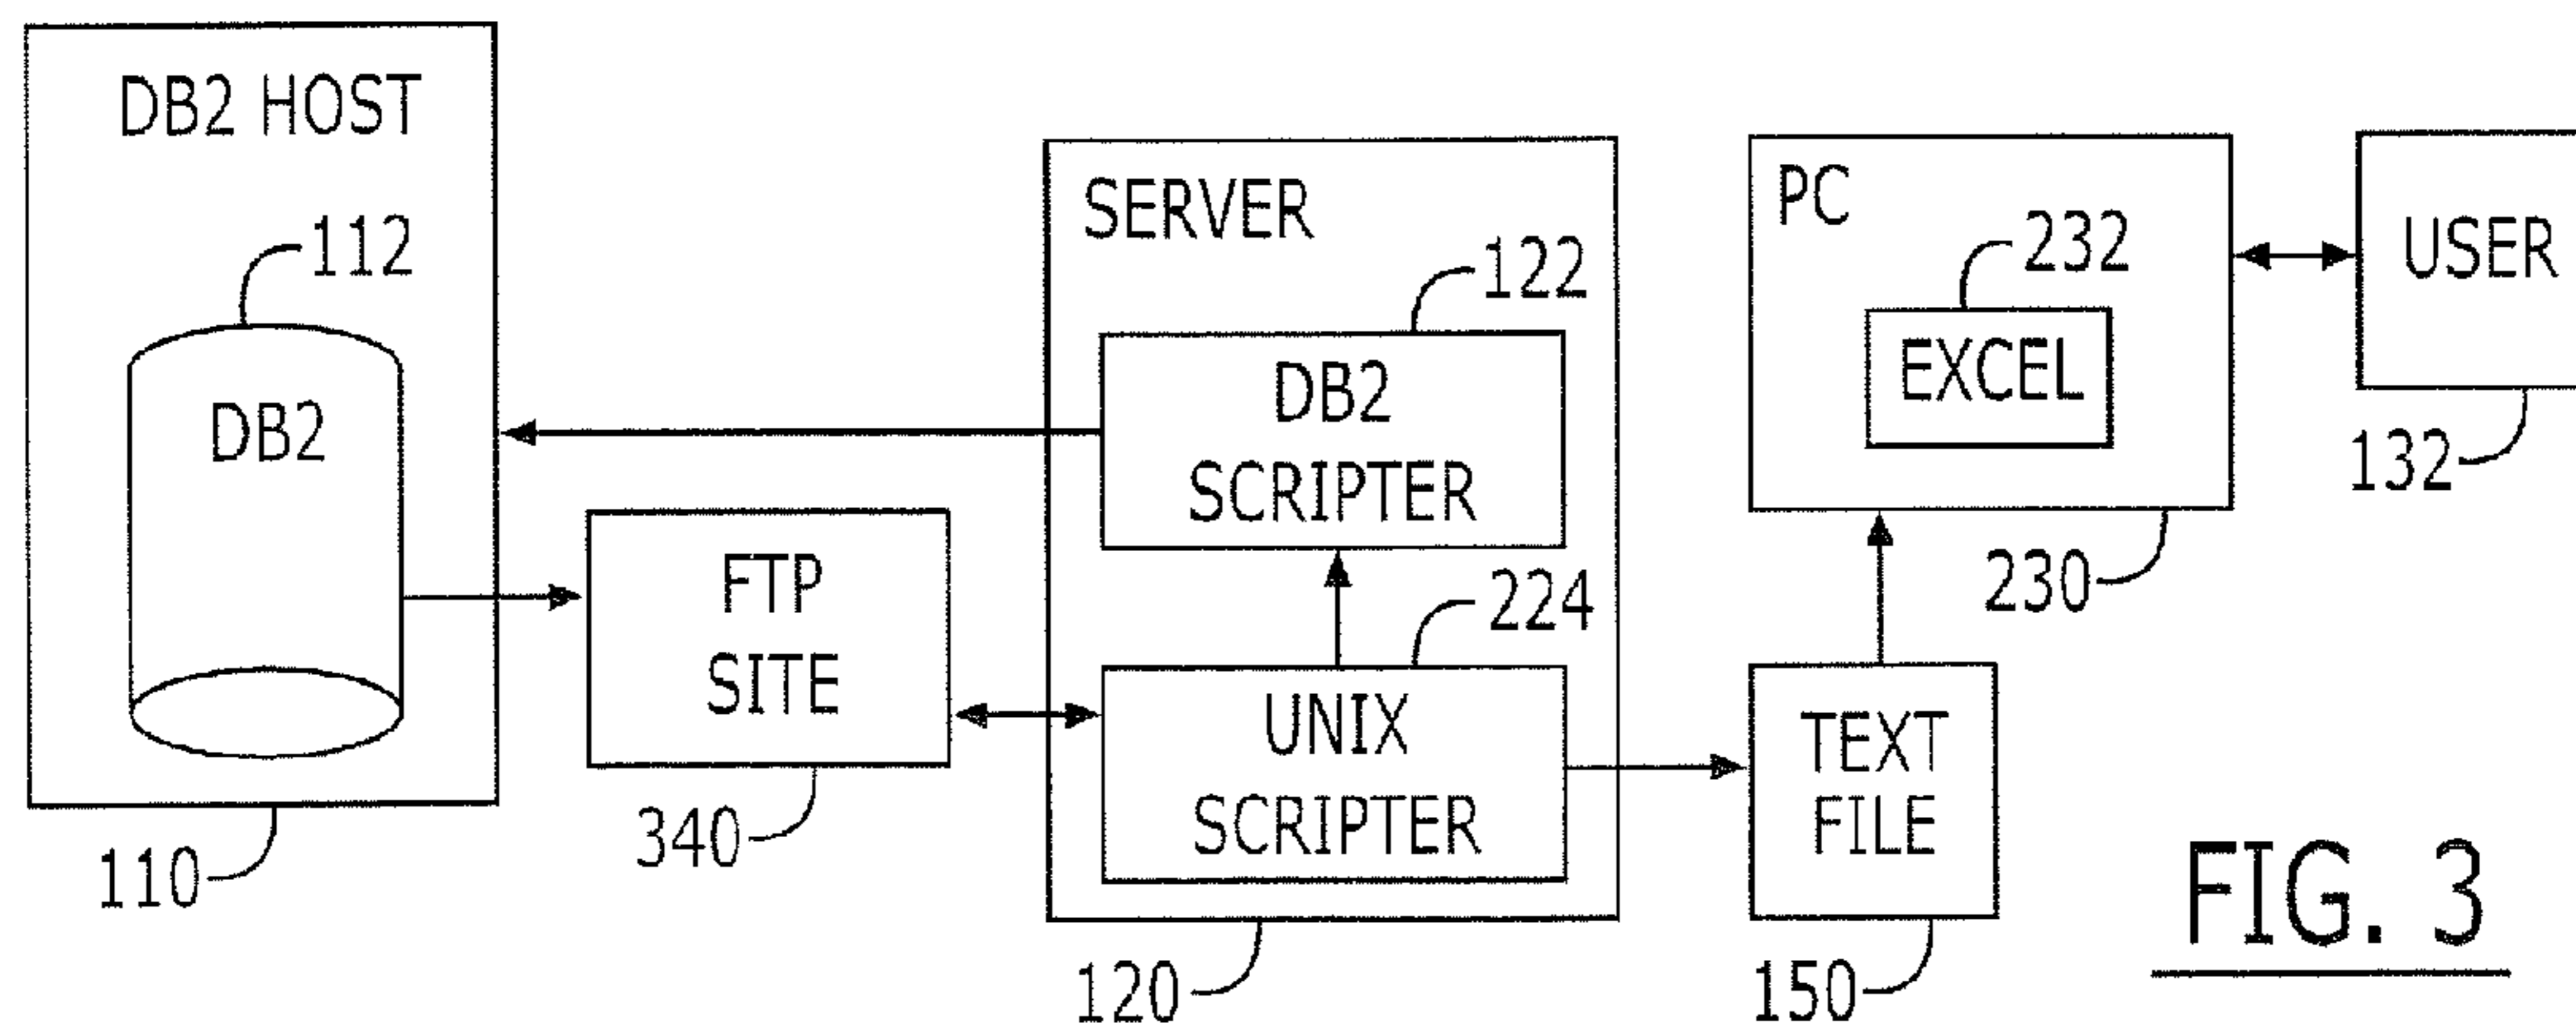 DB2 HOST
112
DB2
110
FTP
SITE
340
SERVER
122
DB2
SCRIPTER
224
UNIX
SCRIPTER
120
PC
232
EXCEL
230
USER
132
TEXT
FILE
150
FIG. 3